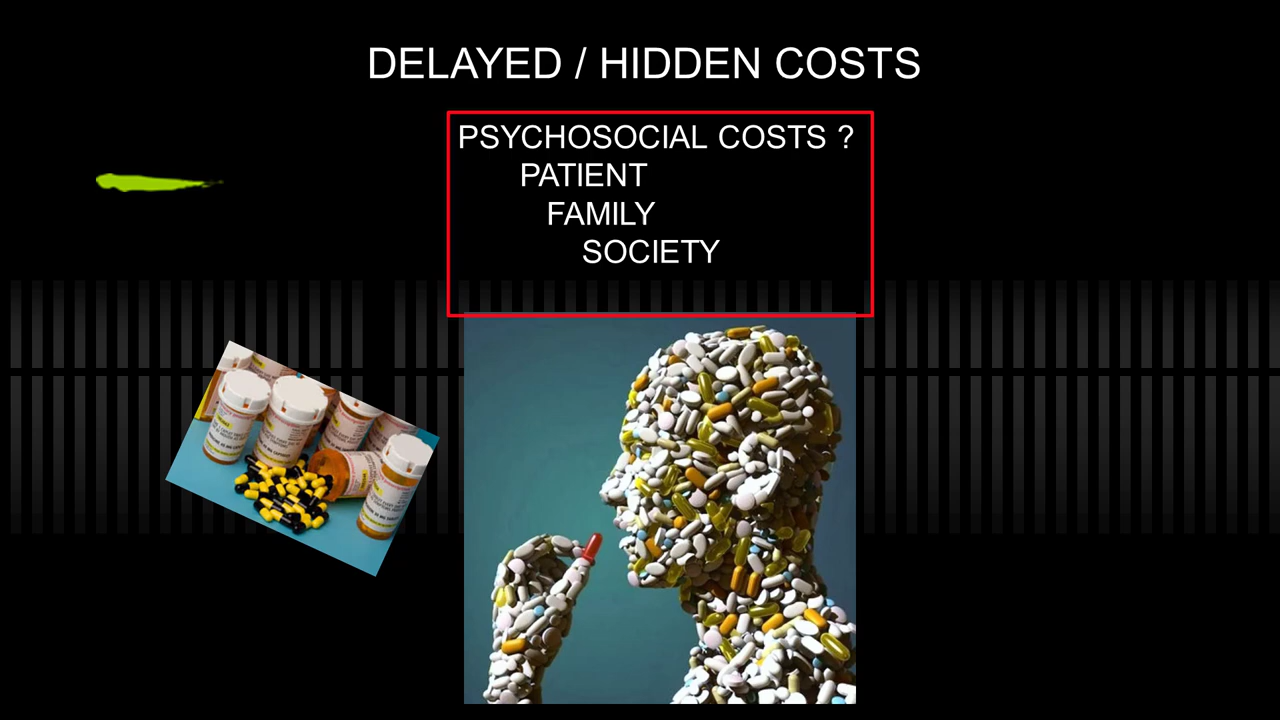 DELAYED / HIDDEN COSTS
PSYCHOSOCIAL COSTS ?
PATIENT
FAMILY
SOCIETY